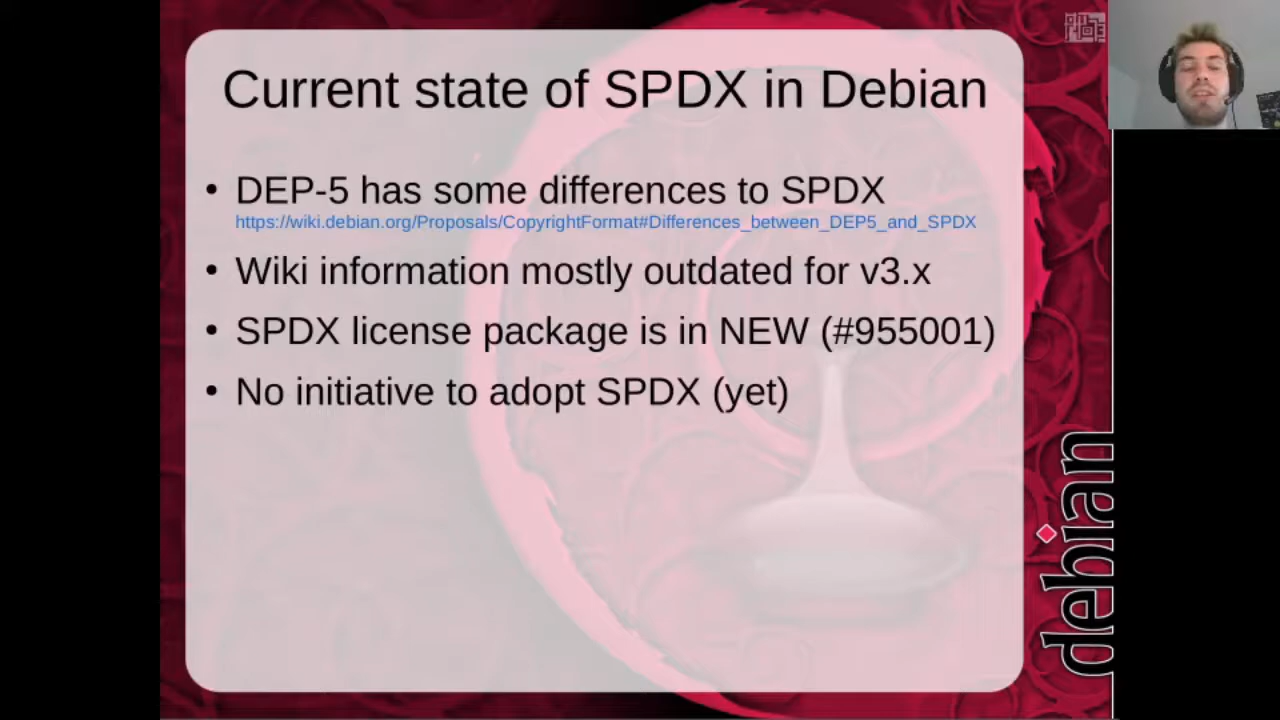 Current state of SPDX in Debian
• DEP-5 has some differences to SPDX
https://wiki.debian.org/Proposals/CopyrightFormat#Differences_between_DEP5_and_SPDX
• Wiki information mostly outdated for v3.x
• SPDX license package is in NEW (#955001)
• No initiative to adopt SPDX (yet)
debian